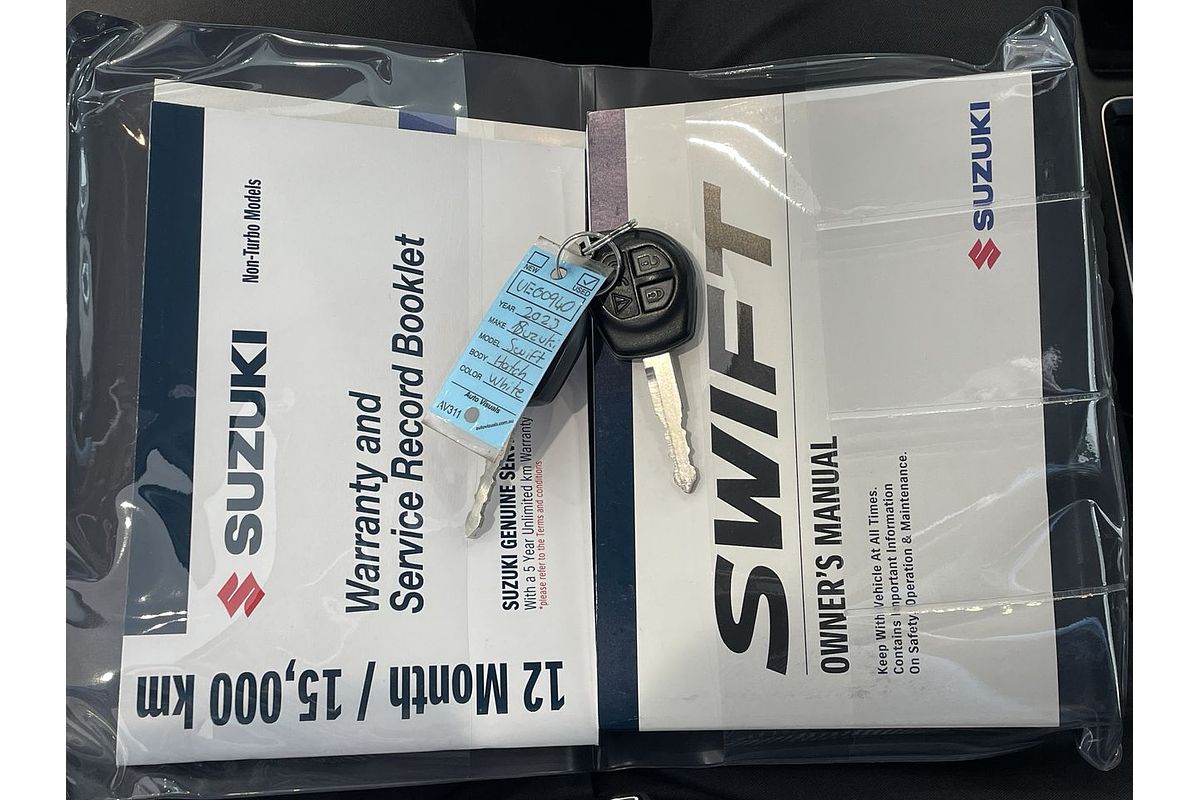 SUZUKI
Non-Turbo Models
Warranty and
Service Record Booklet
SUZUKI GENUINE
With a 5 Year Unlimited km Warranty
*please refer to the Terms and conditions
12 Month / 15,000 km
NEW
USED
UEG0940
YEAR 2023
MAKE Suzuki
MODEL Swift
BODY Hatch
COLOR White
Auto Visuals
AV311
SUZUKI
SWIFT
OWNER'S MANUAL
Keep With Vehicle At All Times.
Contains Important Information
On Safety, Operation & Maintenance.